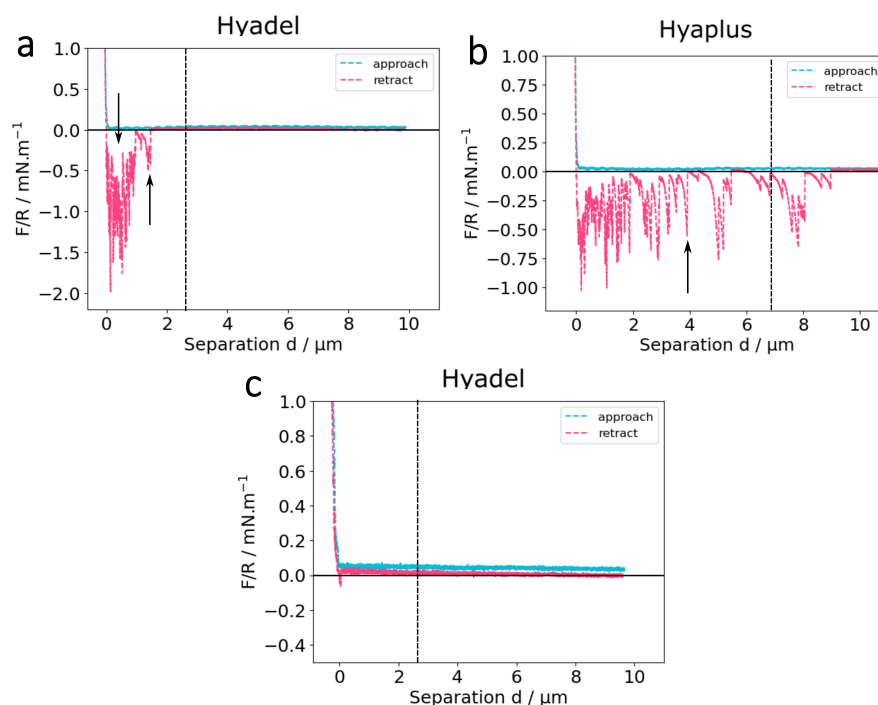 a
Hyadel
1.0
0.5
0.0
−0.5
−1.0
−1.5
−2.0
F/R / mN.m⁻¹
approach
retract
0 2 4 6 8 10
Separation d / μm
b
Hyaplus
1.00
0.75
0.50
0.25
0.00
−0.25
−0.50
−0.75
−1.00
F/R / mN.m⁻¹
approach
retract
0 2 4 6 8 10
Separation d / μm
c
Hyadel
1.0
0.8
0.6
0.4
0.2
0.0
−0.2
−0.4
F/R / mN.m⁻¹
approach
retract
0 2 4 6 8 10
Separation d / μm